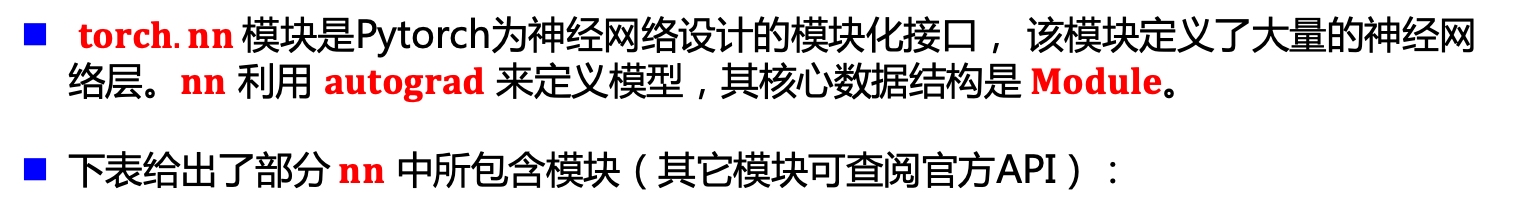 torch.nn 模块是Pytorch为神经网络设计的模块化接口， 该模块定义了大量的神经网
络层。nn 利用 autograd 来定义模型，其核心数据结构是 Module。
下表给出了部分 nn 中所包含模块（其它模块可查阅官方API）：